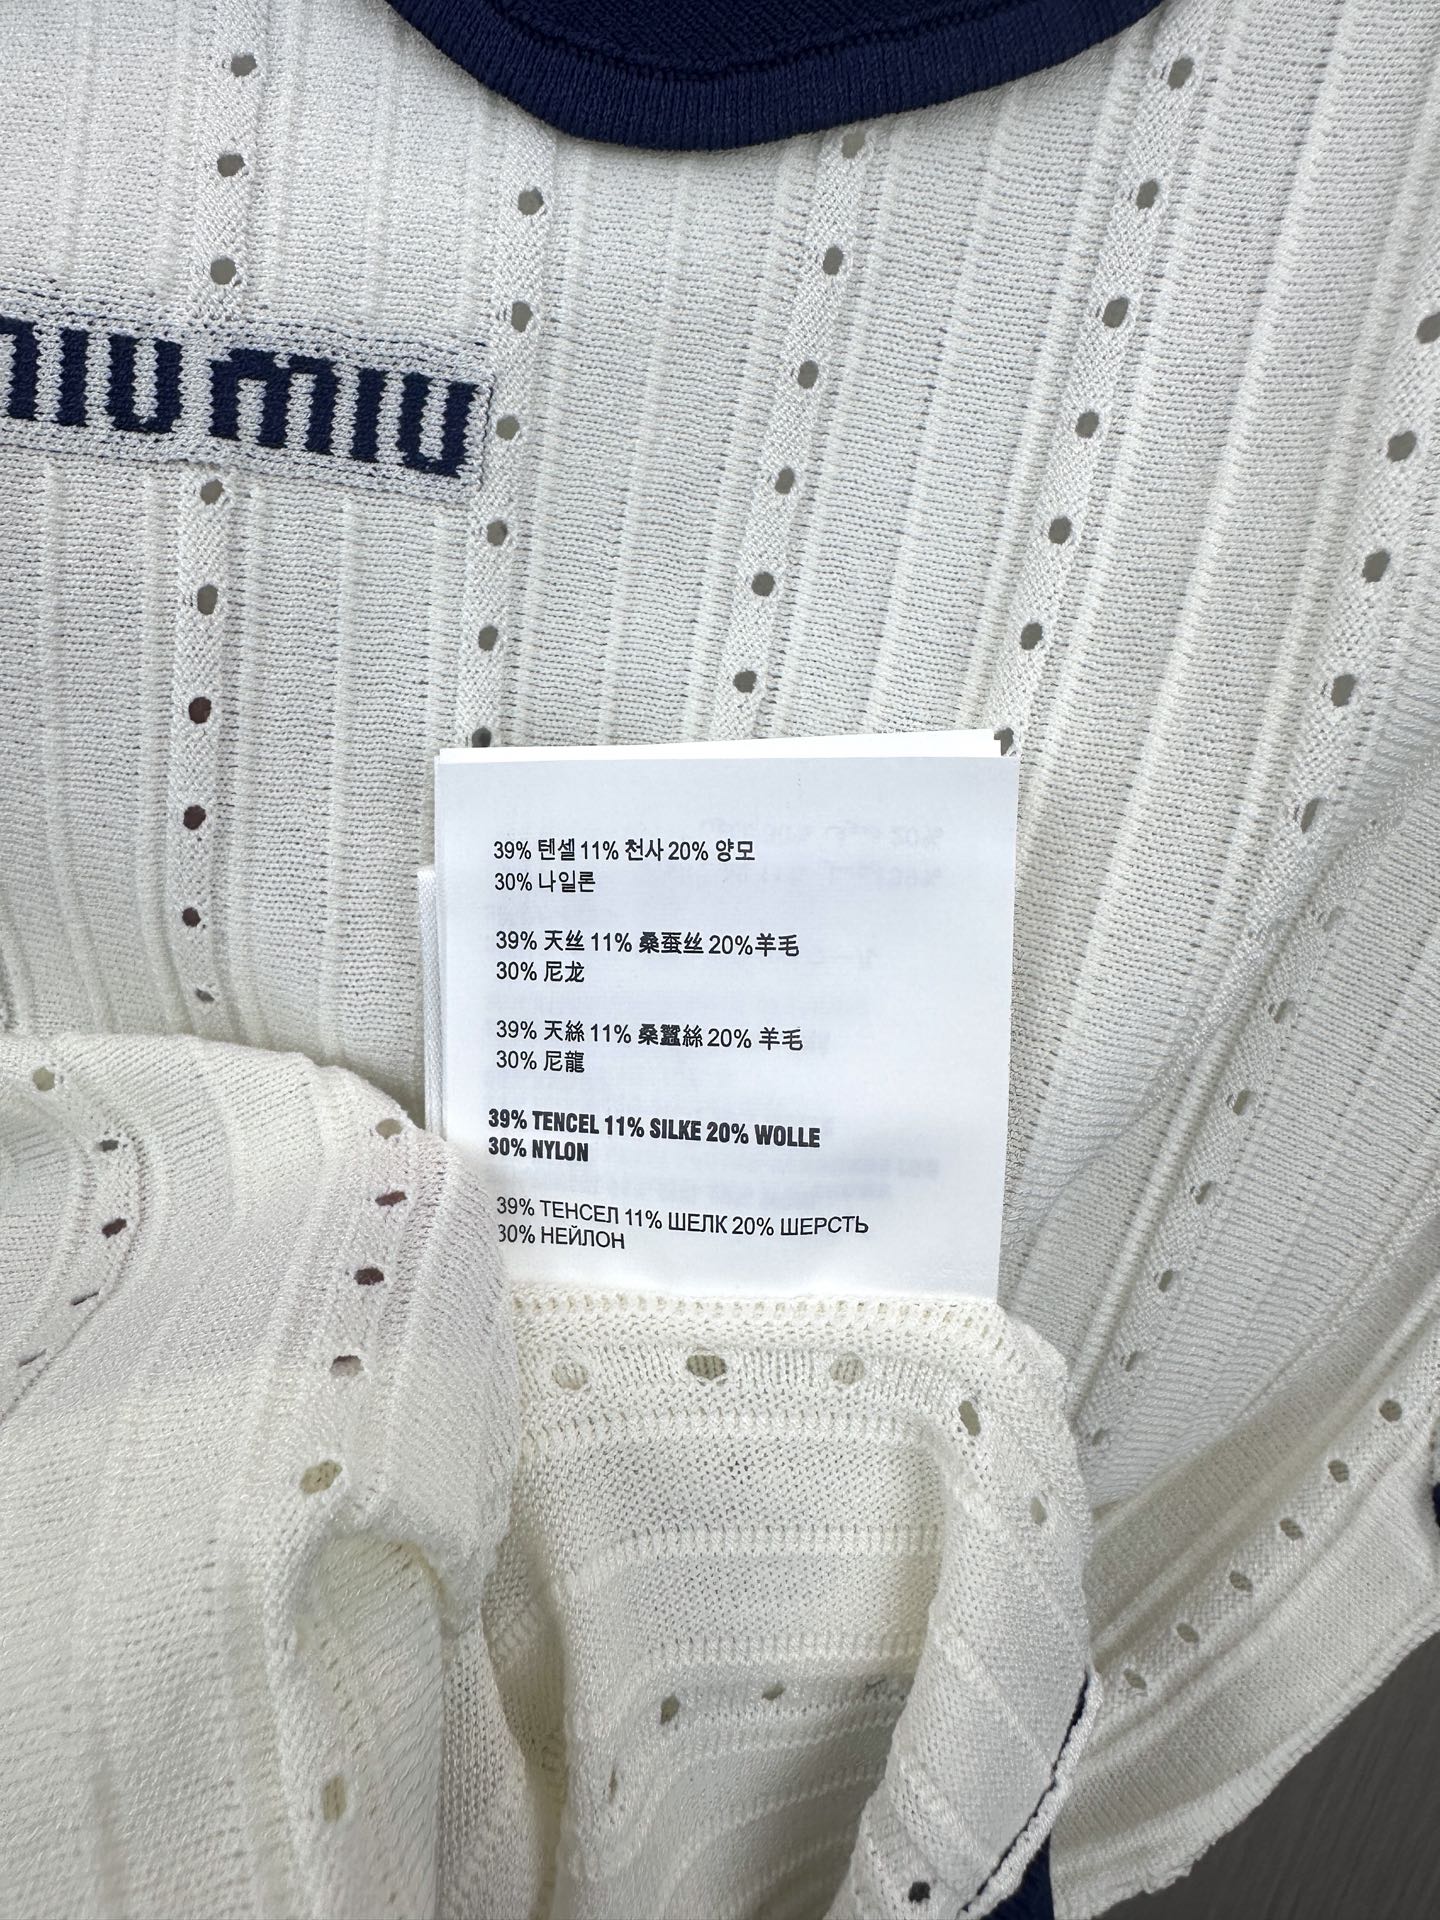 MIU MIU
39% 텐셀 11% 천사 20% 양모
30% 나일론
39% 天丝 11% 桑蚕丝 20%羊毛
30% 尼龙
39% 天絲 11% 桑蠶絲 20% 羊毛
30% 尼龍
39% TENCEL 11% SILKE 20% WOLLE
30% NYLON
39% ТЕНСЕЛ 11% ШЕЛК 20% ШЕРСТЬ
30% НЕЙЛОН